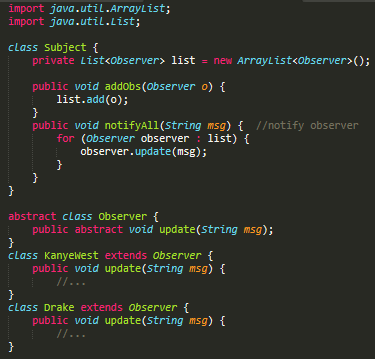 import java.util.ArrayList;
import java.util.List;

class Subject {
    private List<Observer> list = new ArrayList<Observer>();

    public void addObs(Observer o) {
        list.add(o);
    }
    public void notifyAll(String msg) {  //notify observer
        for (Observer observer : list) {
            observer.update(msg);
        }
    }
}

abstract class Observer {
    public abstract void update(String msg);
}
class KanyeWest extends Observer {
    public void update(String msg) {
        //...
}
class Drake extends Observer {
    public void update(String msg) {
        //...
}